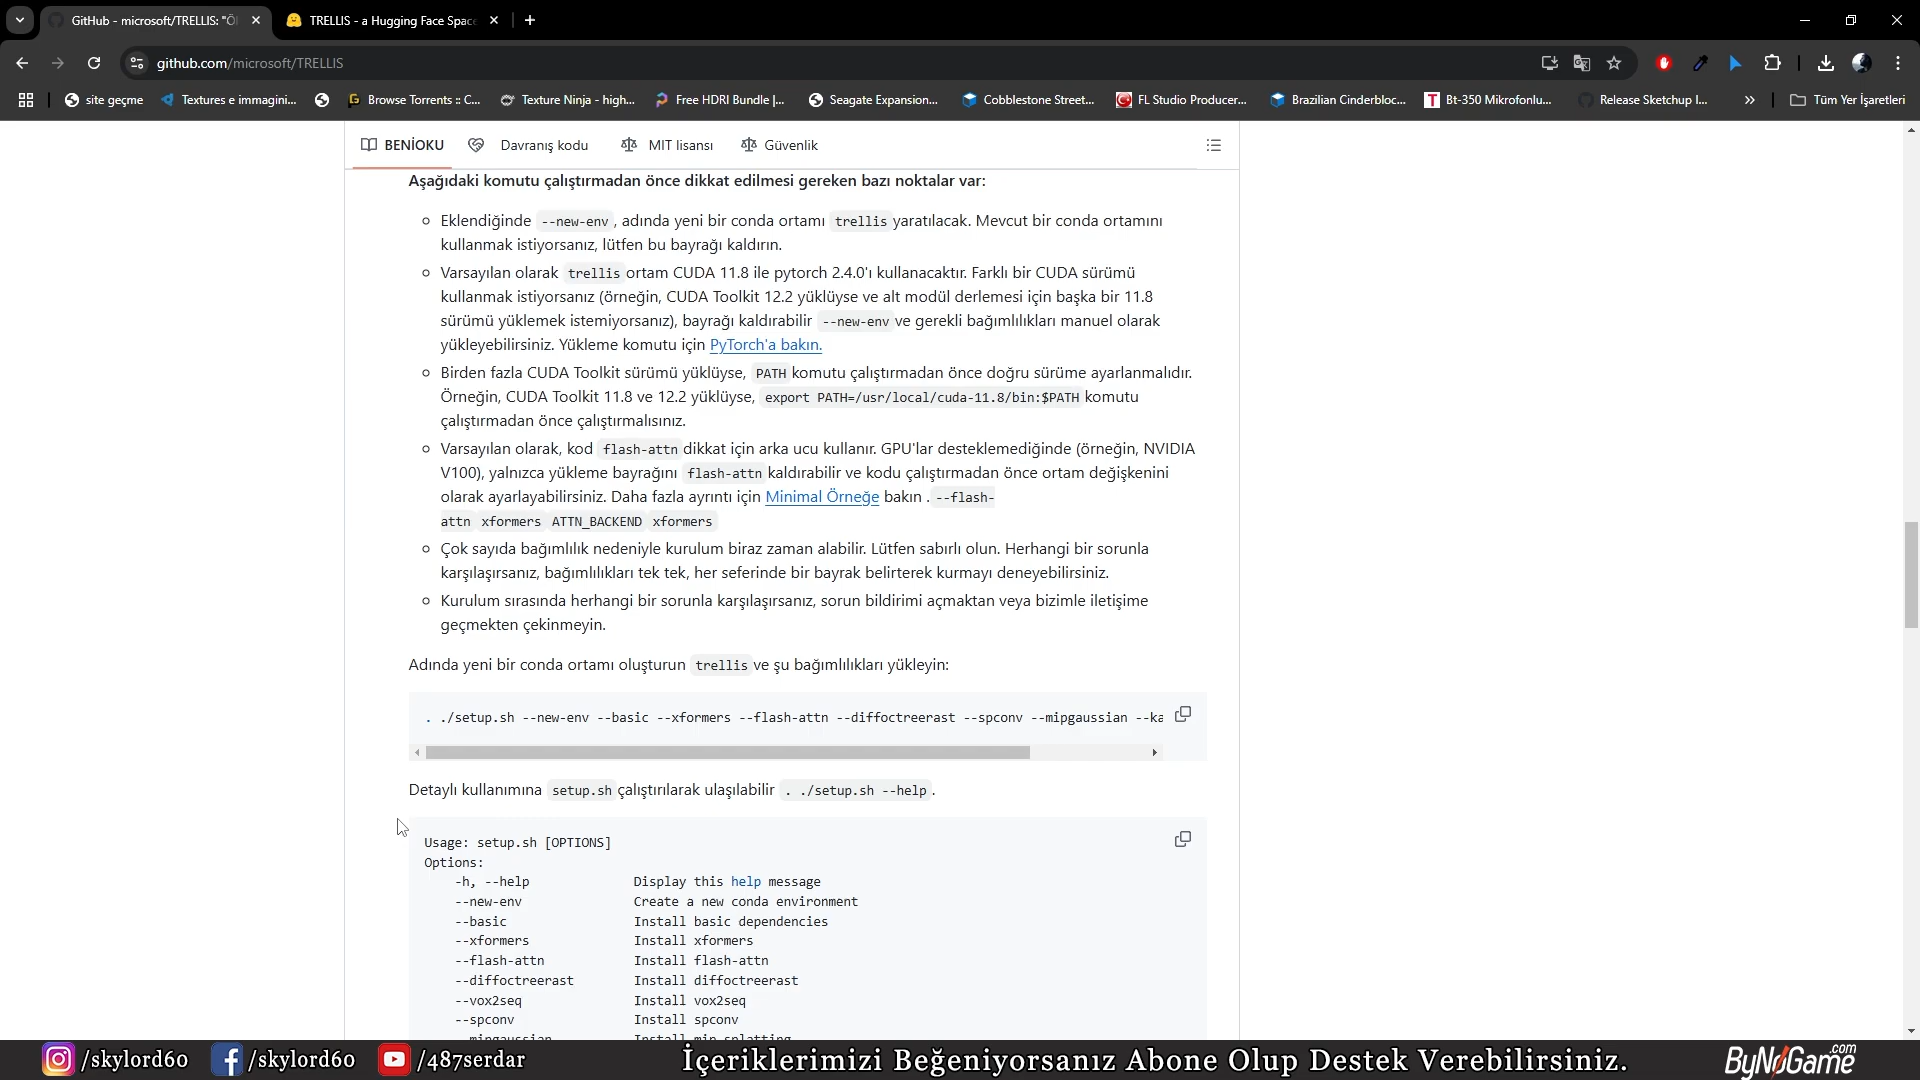 GitHub - microsoft/TRELLIS: "Ö
TRELLIS - a Hugging Face Space
github.com/microsoft/TRELLIS
site geçme
Textures e immagini...
Browse Torrents :: C...
Texture Ninja - high...
Free HDRI Bundle |...
Seagate Expansion...
Cobblestone Street...
FL Studio Producer...
Brazilian Cinderbloc...
Bt-350 Mikrofonlu...
Release Sketchup I...
Tüm Yer İşaretleri
BENİOKU
Davranış kodu
MIT lisansı
Güvenlik
Aşağıdaki komutu çalıştırmadan önce dikkat edilmesi gereken bazı noktalar var:
Eklendiğinde --new-env , adında yeni bir conda ortamı trellis yaratılacak. Mevcut bir conda ortamını
kullanmak istiyorsanız, lütfen bu bayrağı kaldırın.
Varsayılan olarak trellis ortam CUDA 11.8 ile pytorch 2.4.0'ı kullanacaktır. Farklı bir CUDA sürümü
kullanmak istiyorsanız (örneğin, CUDA Toolkit 12.2 yüklüyse ve alt modül derlemesi için başka bir 11.8
sürümü yüklemek istemiyorsanız), bayrağı kaldırabilir --new-env ve gerekli bağımlılıkları manuel olarak
yükleyebilirsiniz. Yükleme komutu için PyTorch'a bakın.
Birden fazla CUDA Toolkit sürümü yüklüyse, PATH komutu çalıştırmadan önce doğru sürüme ayarlanmalıdır.
Örneğin, CUDA Toolkit 11.8 ve 12.2 yüklüyse, export PATH=/usr/local/cuda-11.8/bin:$PATH komutu
çalıştırmadan önce çalıştırmalısınız.
Varsayılan olarak, kod flash-attn dikkat için arka ucu kullanır. GPU'lar desteklemediğinde (örneğin, NVIDIA
V100), yalnızca yükleme bayrağını flash-attn kaldırabilir ve kodu çalıştırmadan önce ortam değişkenini
olarak ayarlayabilirsiniz. Daha fazla ayrıntı için Minimal Örneğe bakın . --flash-
attn xformers ATTN_BACKEND xformers
Çok sayıda bağımlılık nedeniyle kurulum biraz zaman alabilir. Lütfen sabırlı olun. Herhangi bir sorunla
karşılaşırsanız, bağımlılıkları tek tek, her seferinde bir bayrak belirterek kurmayı deneyebilirsiniz.
Kurulum sırasında herhangi bir sorunla karşılaşırsanız, sorun bildirimi açmaktan veya bizimle iletişime
geçmekten çekinmeyin.
Adında yeni bir conda ortamı oluşturun trellis ve şu bağımlılıkları yükleyin:
. ./setup.sh --new-env --basic --xformers --flash-attn --diffoctreerast --spconv --mipgaussian --ka
Detaylı kullanımına setup.sh çalıştırılarak ulaşılabilir . ./setup.sh --help .
Usage: setup.sh [OPTIONS]
Options:
-h, --help Display this help message
--new-env Create a new conda environment
--basic Install basic dependencies
--xformers Install xformers
--flash-attn Install flash-attn
--diffoctreerast Install diffoctreerast
--vox2seq Install vox2seq
--spconv Install spconv
--mipgaussian Install mip-splatting
/skylord60 /skylord60 /487serdar İçeriklerimizi Beğeniyorsanız Abone Olup Destek Verebilirsiniz. ByNoGame.com